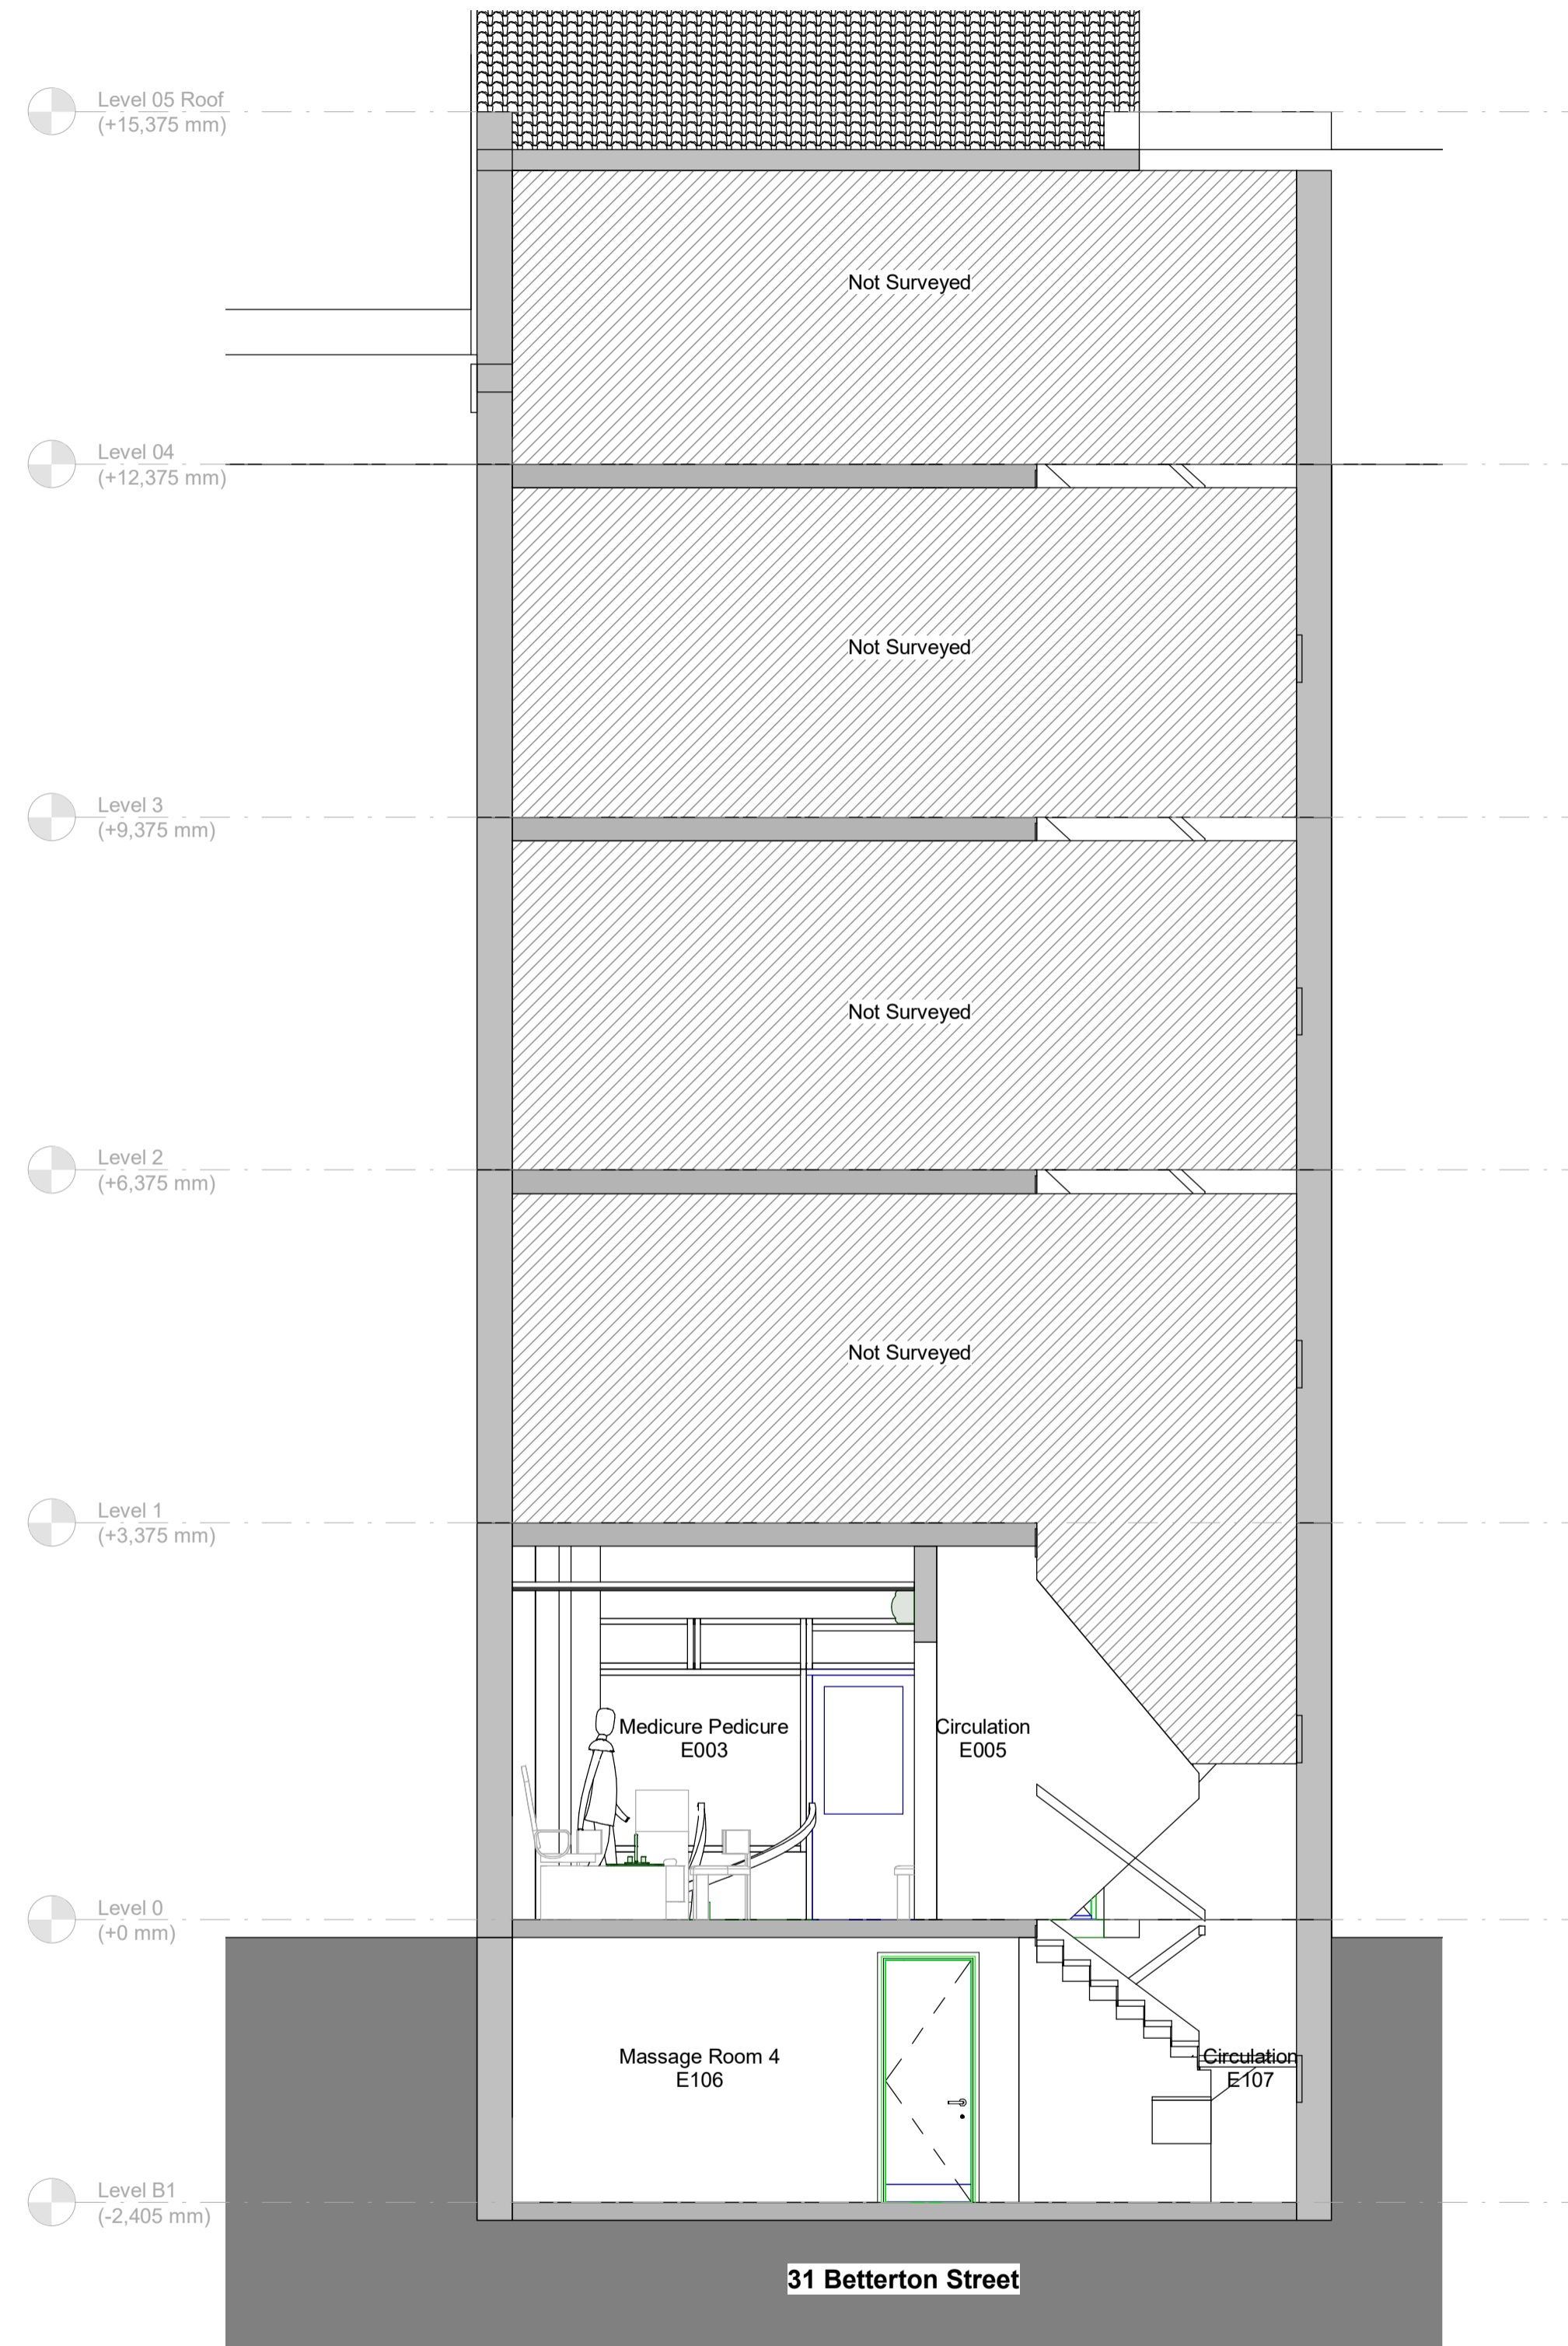 Level 05 Roof
(+15,375 mm)
Not Surveyed
Level 04
(+12,375 mm)
Not Surveyed
Level 3
(+9,375 mm)
Not Surveyed
Level 2
(+6,375 mm)
Not Surveyed
Level 1
(+3,375 mm)
Medicure Pedicure
E003
Circulation
E005
Level 0
(+0 mm)
Massage Room 4
E106
Circulation
E107
Level B1
(-2,405 mm)
31 Betterton Street